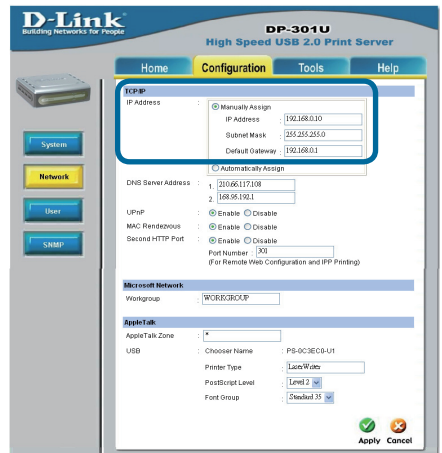 D-Link
Building Networks for People
DP-301U
High Speed USB 2.0 Print Server
Home Configuration Tools Help
System
Network
User
SNMP
TCP/IP
IP Address :
Manually Assign
IP Address : 192.168.0.10
Subnet Mask : 255.255.255.0
Default Gateway : 192.168.0.1
Automatically Assign
DNS Server Address : 1. 210.66.117.108
2. 168.95.192.1
UPnP : Enable Disable
MAC Rendezvous : Enable Disable
Second HTTP Port : Enable Disable
Port Number : 301
(For Remote Web Configuration and IPP Printing)
Microsoft Network
Workgroup : WORKGROUP
AppleTalk
AppleTalk Zone : *
USB : Chooser Name : PS-0C3EC0-U1
Printer Type : LaserWriter
PostScript Level : Level 2
Font Group : Standard 35
Apply Cancel